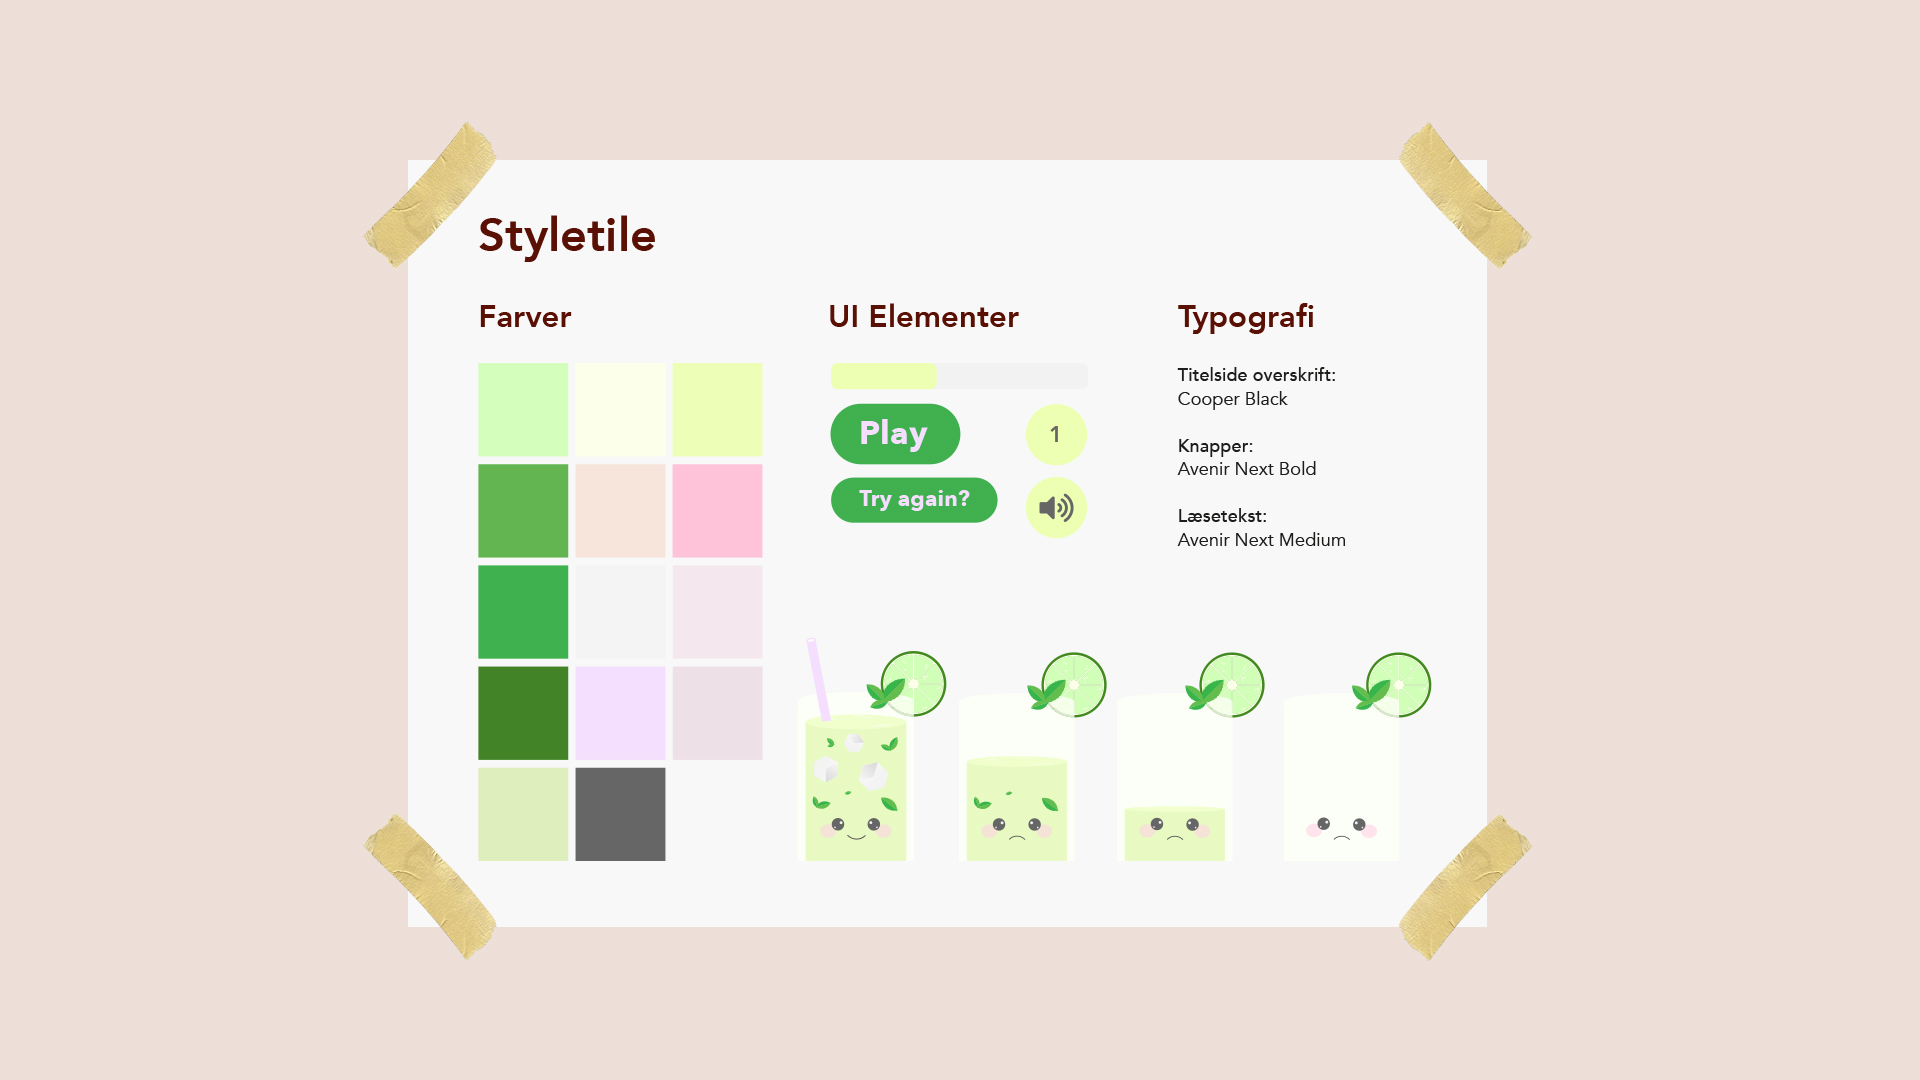 Styletile
Farver
UI Elementer
Play
1
Try again?
Typografi
Titelside overskrift:
Cooper Black
Knapper:
Avenir Next Bold
Læsetekst:
Avenir Next Medium